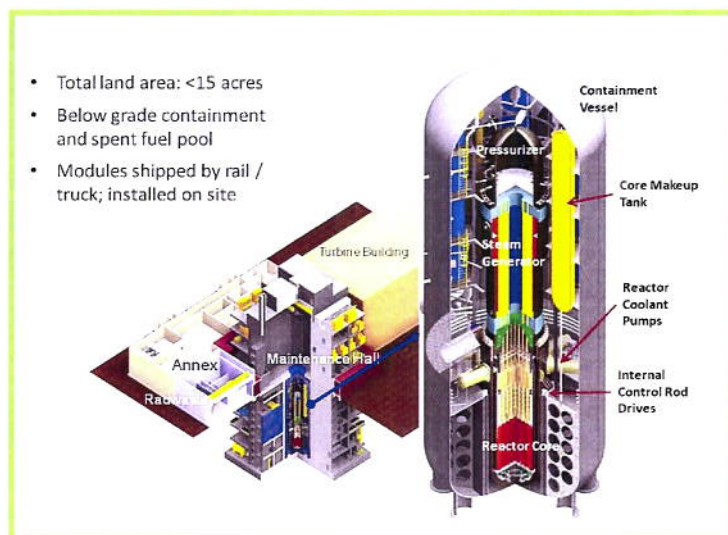 • Total land area: <15 acres
• Below grade containment
and spent fuel pool
• Modules shipped by rail /
truck; installed on site
Containment
Vessel
Pressurizer
Core Makeup
Tank
Steam
Generator
Turbine Building
Reactor
Coolant
Pumps
Maintenance Hall
Annex
Radwaste
Internal
Control Rod
Drives
Reactor Core